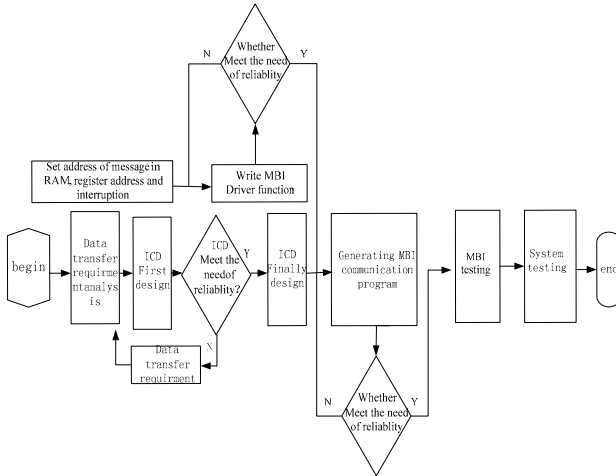 Whether
Meet the need
of reliablity
N
Y
Set address of message in
RAM, register address and
interruption
Write MBI
Driver function
begin
Data
transfer
requirme
ntanalys
is
ICD
First
design
ICD
Meet the
needof
reliablity?
Y
N
Data
transfer
requirment
ICD
Finally
design
Generating MBI
communication
program
Whether
Meet the need
of reliablity
N
Y
MBI
testing
System
testing
end